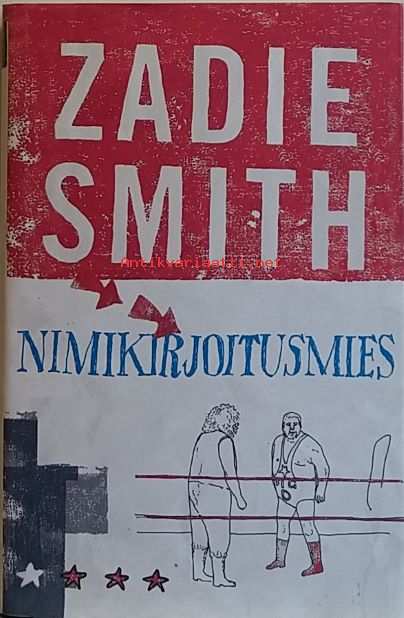 ZADIE
SMITH
Antikvariaatti.net
NIMIKIRJOITUSMIES